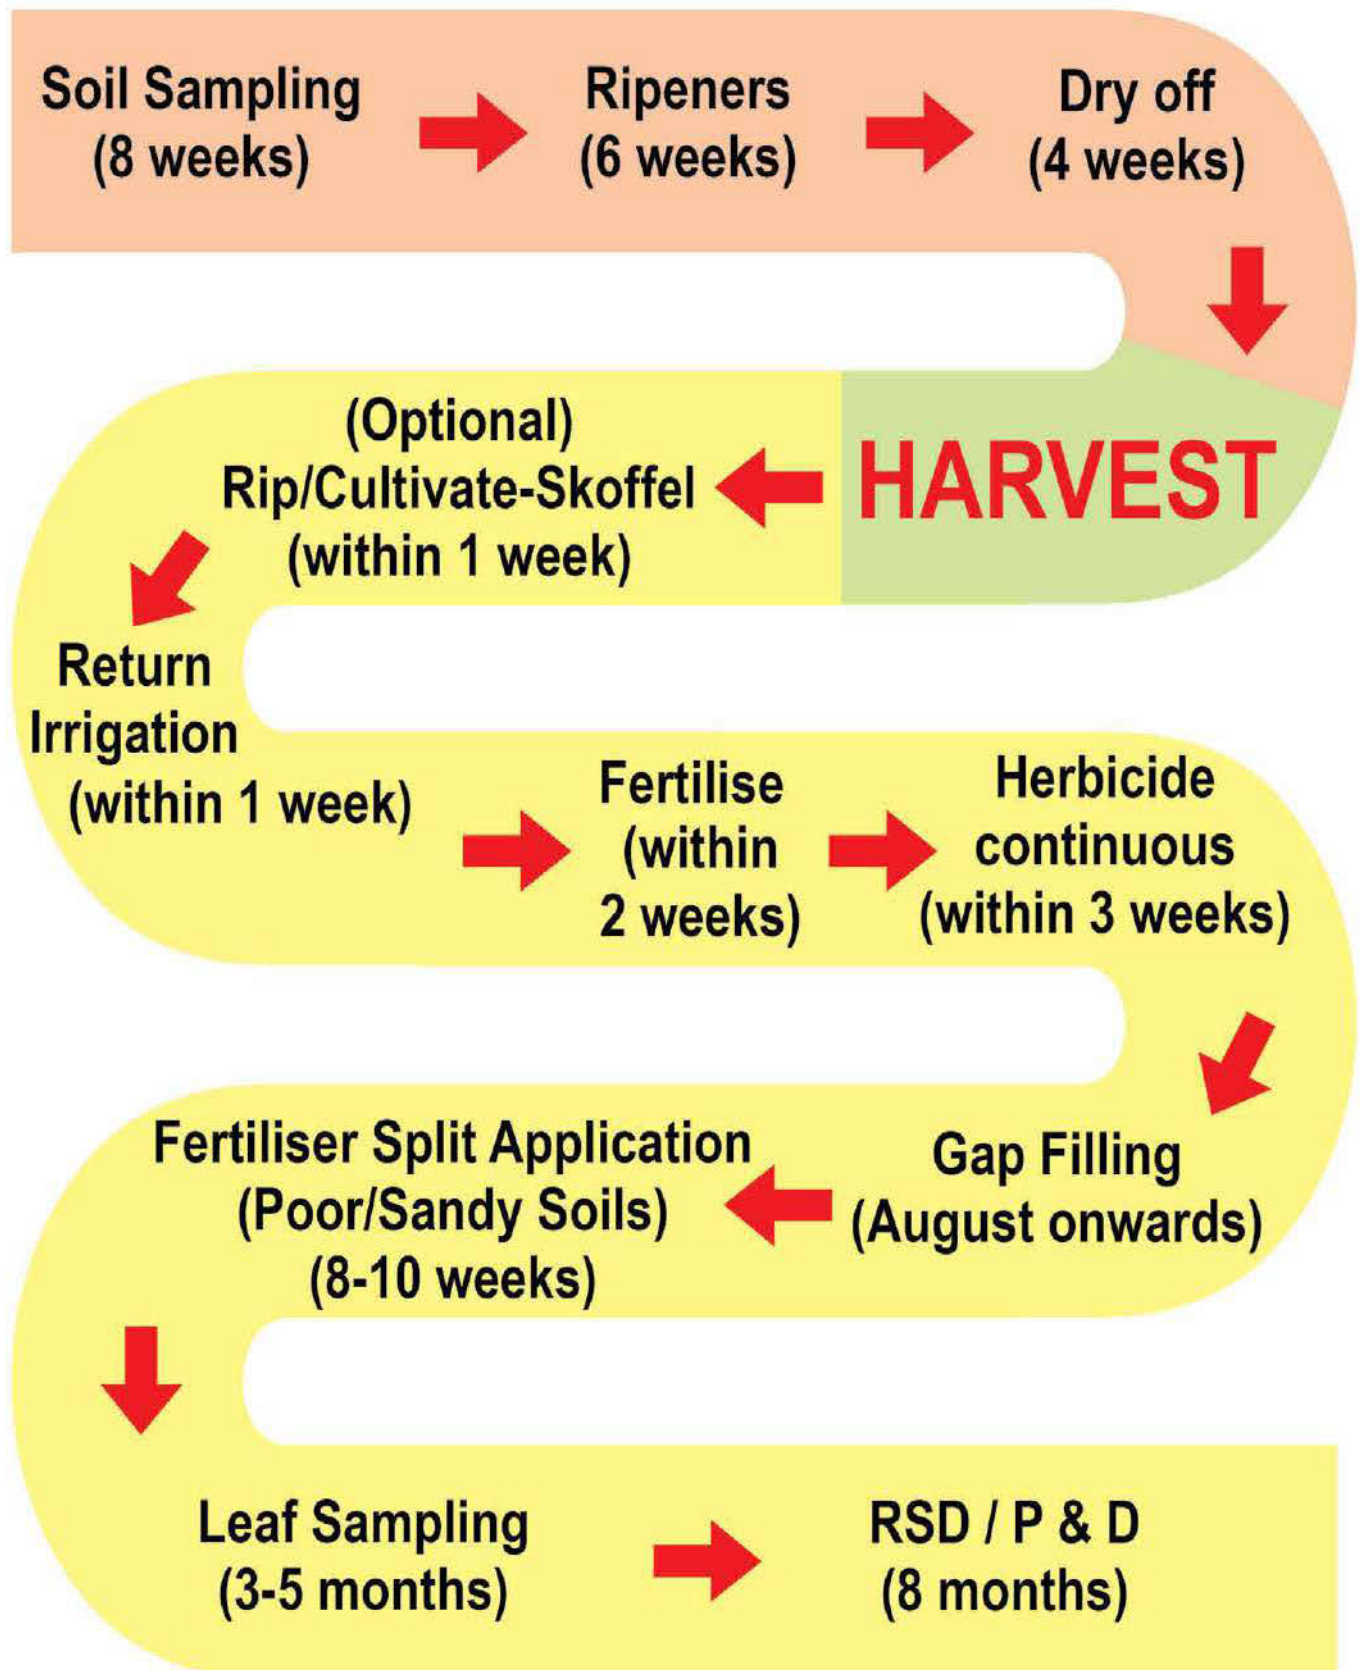 Soil Sampling
(8 weeks)
Ripeners
(6 weeks)
Dry off
(4 weeks)
HARVEST
(Optional)
Rip/Cultivate-Skoffel
(within 1 week)
Return
Irrigation
(within 1 week)
Fertilise
(within
2 weeks)
Herbicide
continuous
(within 3 weeks)
Gap Filling
(August onwards)
Fertiliser Split Application
(Poor/Sandy Soils)
(8-10 weeks)
Leaf Sampling
(3-5 months)
RSD / P & D
(8 months)